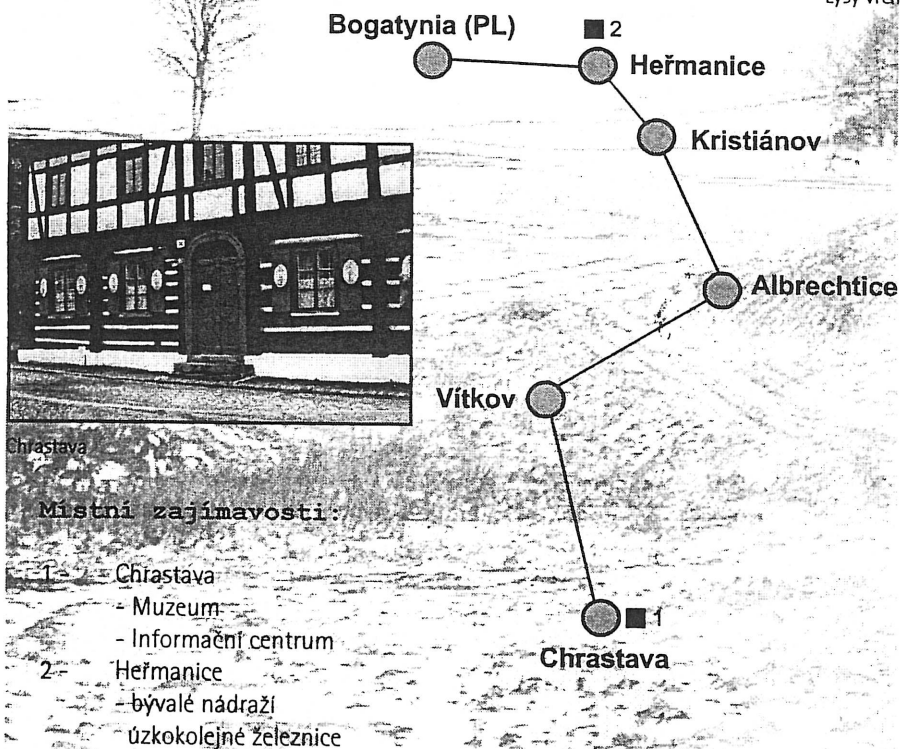 Lysý
Bogatynia (PL)
2
Heřmanice
Kristiánov
Albrechtice
Vítkov
1
Chrastava
Chrastava
Místní zajímavosti:
1 - Chrastava
- Muzeum
- Informační centrum
2 - Heřmanice
- bývalé nádraží
úzkokolejné železnice